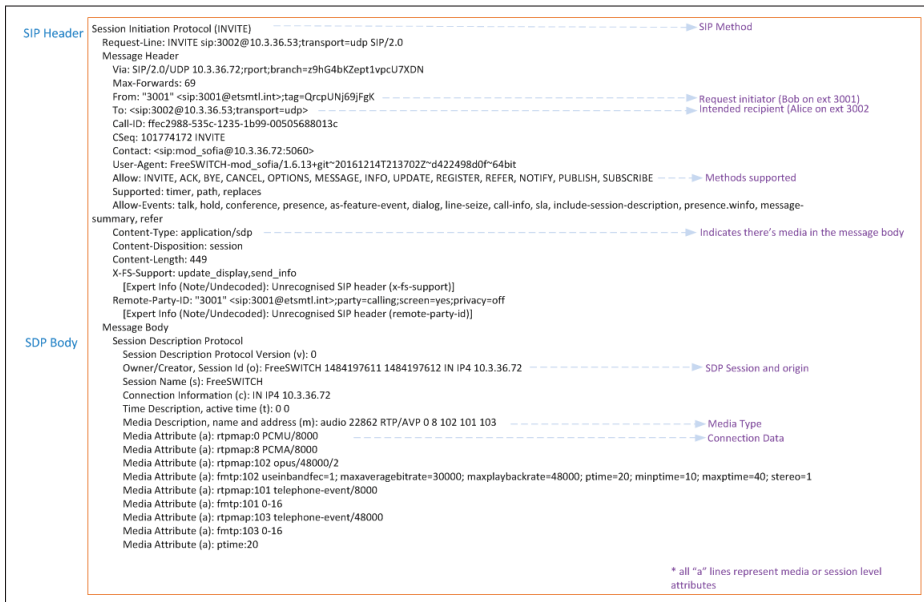 SIP Header
Session Initiation Protocol (INVITE)
SIP Method
Request-Line: INVITE sip:3002@10.3.36.53;transport=udp SIP/2.0
Message Header
Via: SIP/2.0/UDP 10.3.36.72;rport;branch=z9hG4bKZept1vpcU7XDN
Max-Forwards: 69
From: "3001" <sip:3001@etsmtl.int>;tag=QrcpUNj69jFgK
Request initiator (Bob on ext 3001)
To: <sip:3002@10.3.36.53;transport=udp>
Intended recipient (Alice on ext 3002
Call-ID: ffec2988-535c-1235-1b99-00505688013c
CSeq: 101774172 INVITE
Contact: <sip:mod_sofia@10.3.36.72:5060>
User-Agent: FreeSWITCH-mod_sofia/1.6.13+git~20161214T213702Z~d422498d0f~64bit
Allow: INVITE, ACK, BYE, CANCEL, OPTIONS, MESSAGE, INFO, UPDATE, REGISTER, REFER, NOTIFY, PUBLISH, SUBSCRIBE
Methods supported
Supported: timer, path, replaces
Allow-Events: talk, hold, conference, presence, as-feature-event, dialog, line-seize, call-info, sla, include-session-description, presence.winfo, message-
summary, refer
Content-Type: application/sdp
Indicates there's media in the message body
Content-Disposition: session
Content-Length: 449
X-FS-Support: update_display,send_info
[Expert Info (Note/Undecoded): Unrecognised SIP header (x-fs-support)]
Remote-Party-ID: "3001" <sip:3001@etsmtl.int>;party=calling;screen=yes;privacy=off
[Expert Info (Note/Undecoded): Unrecognised SIP header (remote-party-id)]
Message Body
SDP Body
Session Description Protocol
Session Description Protocol Version (v): 0
Owner/Creator, Session Id (o): FreeSWITCH 1484197611 1484197612 IN IP4 10.3.36.72
SDP Session and origin
Session Name (s): FreeSWITCH
Connection Information (c): IN IP4 10.3.36.72
Time Description, active time (t): 0 0
Media Description, name and address (m): audio 22862 RTP/AVP 0 8 102 101 103
Media Type
Media Attribute (a): rtpmap:0 PCMU/8000
Connection Data
Media Attribute (a): rtpmap:8 PCMA/8000
Media Attribute (a): rtpmap:102 opus/48000/2
Media Attribute (a): fmtp:102 useinbandfec=1; maxaveragebitrate=30000; maxplaybackrate=48000; ptime=20; minptime=10; maxptime=40; stereo=1
Media Attribute (a): rtpmap:101 telephone-event/8000
Media Attribute (a): fmtp:101 0-16
Media Attribute (a): rtpmap:103 telephone-event/48000
Media Attribute (a): fmtp:103 0-16
Media Attribute (a): ptime:20
* all "a" lines represent media or session level
attributes